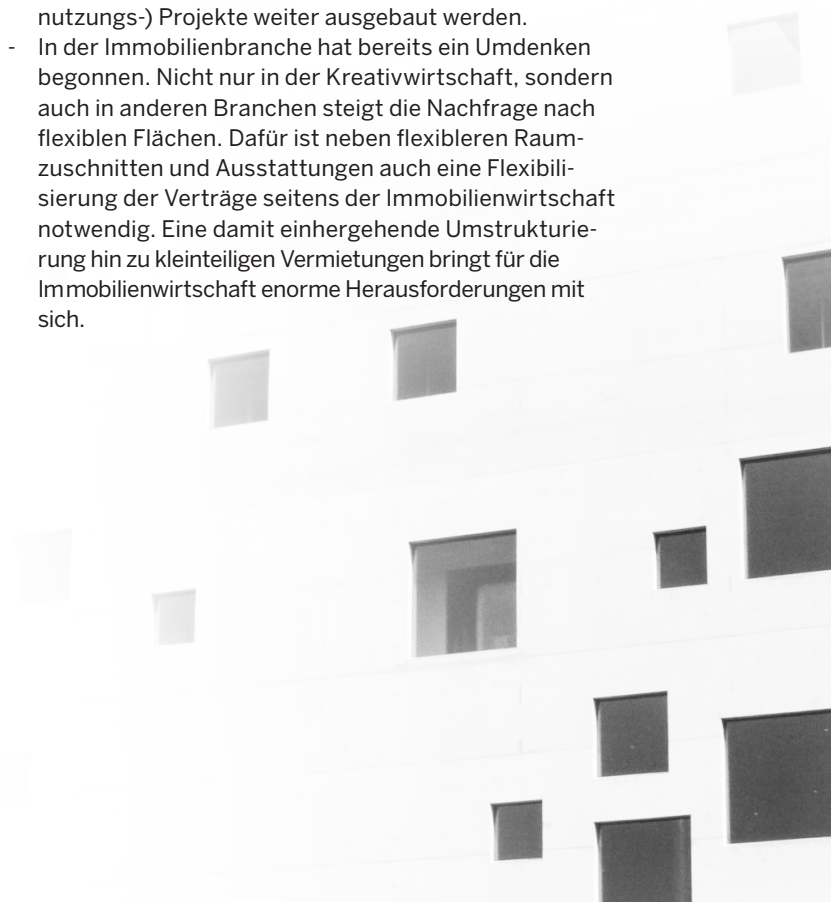 nutzungs-) Projekte weiter ausgebaut werden.
- In der Immobilienbranche hat bereits ein Umdenken
begonnen. Nicht nur in der Kreativwirtschaft, sondern
auch in anderen Branchen steigt die Nachfrage nach
flexiblen Flächen. Dafür ist neben flexibleren Raum-
zuschnitten und Ausstattungen auch eine Flexibili-
sierung der Verträge seitens der Immobilienwirtschaft
notwendig. Eine damit einhergehende Umstrukturie-
rung hin zu kleinteiligen Vermietungen bringt für die
Immobilienwirtschaft enorme Herausforderungen mit
sich.